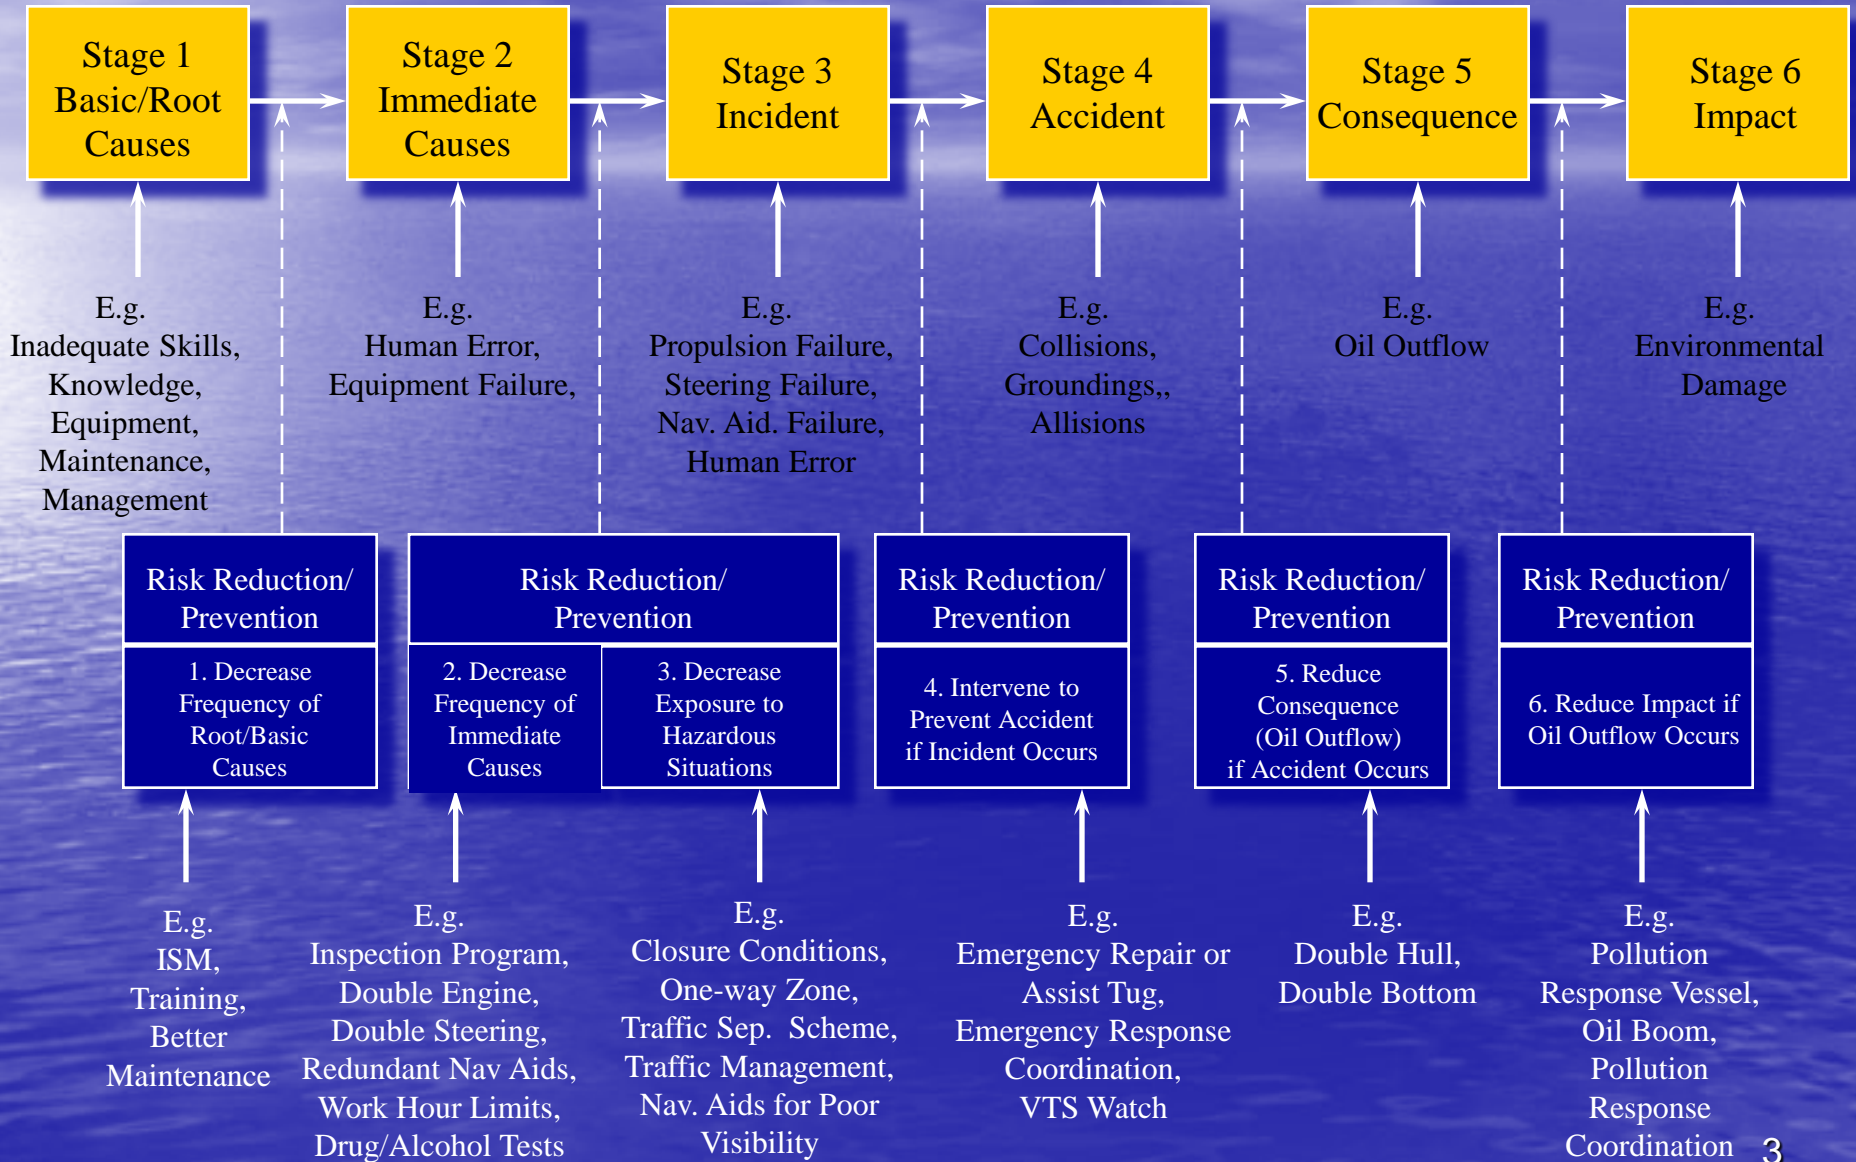 Stage 1
Basic/Root
Causes
Stage 2
Immediate
Causes
Stage 3
Incident
Stage 4
Accident
Stage 5
Consequence
Stage 6
Impact
E.g.
Inadequate Skills,
Knowledge,
Equipment,
Maintenance,
Management
E.g.
Human Error,
Equipment Failure,
E.g.
Propulsion Failure,
Steering Failure,
Nav. Aid. Failure,
Human Error
E.g.
Collisions,
Groundings,,
Allisions
E.g.
Oil Outflow
E.g.
Environmental
Damage
Risk Reduction/
Prevention
1. Decrease
Frequency of
Root/Basic
Causes
Risk Reduction/
Prevention
2. Decrease
Frequency of
Immediate
Causes
3. Decrease
Exposure to
Hazardous
Situations
Risk Reduction/
Prevention
4. Intervene to
Prevent Accident
if Incident Occurs
Risk Reduction/
Prevention
5. Reduce
Consequence
(Oil Outflow)
if Accident Occurs
Risk Reduction/
Prevention
6. Reduce Impact if
Oil Outflow Occurs
E.g.
ISM,
Training,
Better
Maintenance
E.g.
Inspection Program,
Double Engine,
Double Steering,
Redundant Nav Aids,
Work Hour Limits,
Drug/Alcohol Tests
E.g.
Closure Conditions,
One-way Zone,
Traffic Sep. Scheme,
Traffic Management,
Nav. Aids for Poor
Visibility
E.g.
Emergency Repair or
Assist Tug,
Emergency Response
Coordination,
VTS Watch
E.g.
Double Hull,
Double Bottom
E.g.
Pollution
Response Vessel,
Oil Boom,
Pollution
Response
Coordination
3